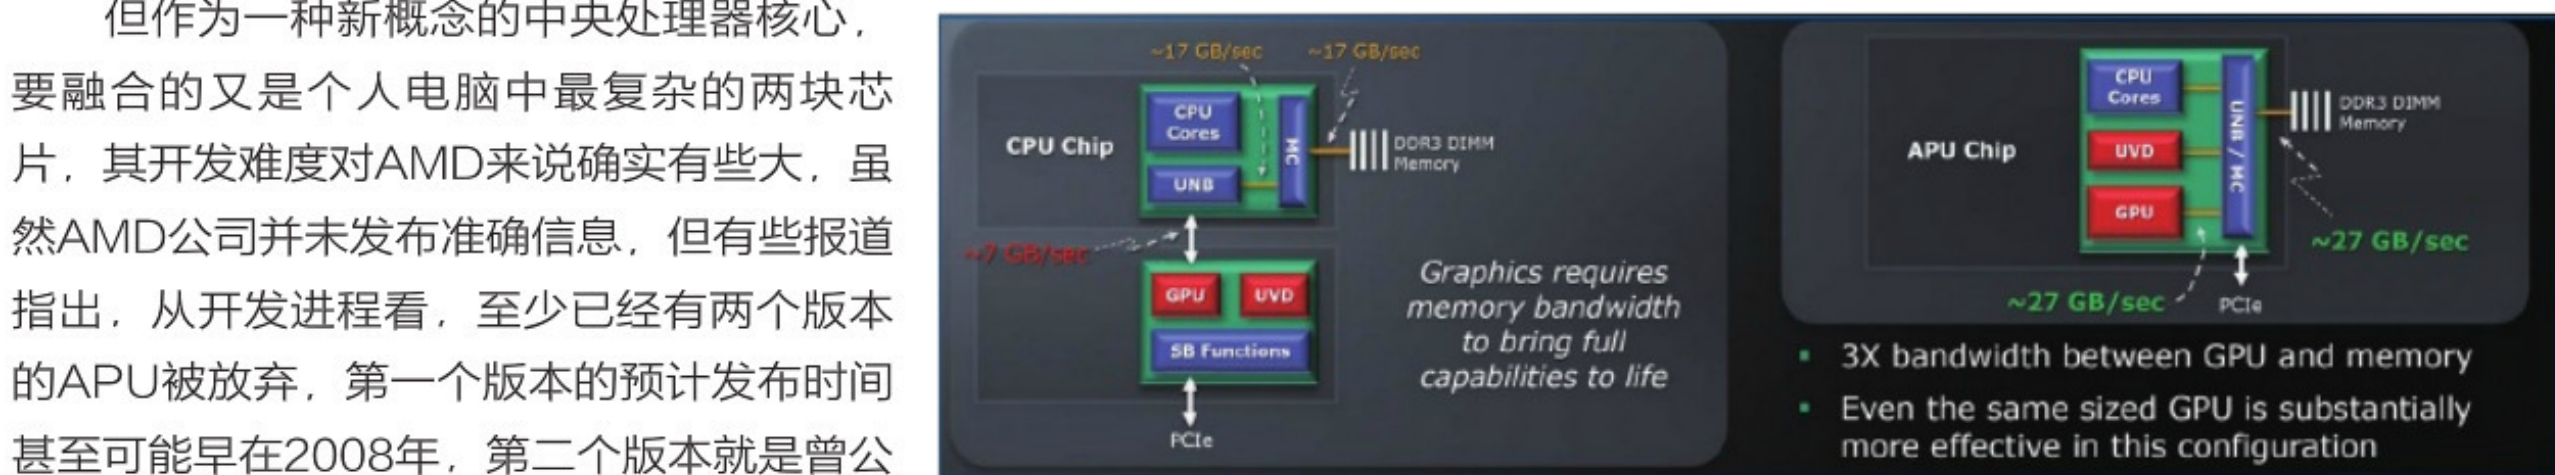 但作为一种新概念的中央处理器核心，
要融合的又是个人电脑中最复杂的两块芯
片，其开发难度对AMD来说确实有些大，虽
然AMD公司并未发布准确信息，但有些报道
指出，从开发进程看，至少已经有两个版本
的APU被放弃，第一个版本的预计发布时间
甚至可能早在2008年，第二个版本就是曾公
~17 GB/sec
~17 GB/sec
CPU Chip
CPU
Cores
UNB
MC
DDR3 DIMM
Memory
~7 GB/sec
GPU
UVD
SB Functions
PCIe
Graphics requires
memory bandwidth
to bring full
capabilities to life
APU Chip
CPU
Cores
UVD
GPU
UNB / MC
DDR3 DIMM
Memory
~27 GB/sec
~27 GB/sec
PCIe
▪ 3X bandwidth between GPU and memory
▪ Even the same sized GPU is substantially
more effective in this configuration